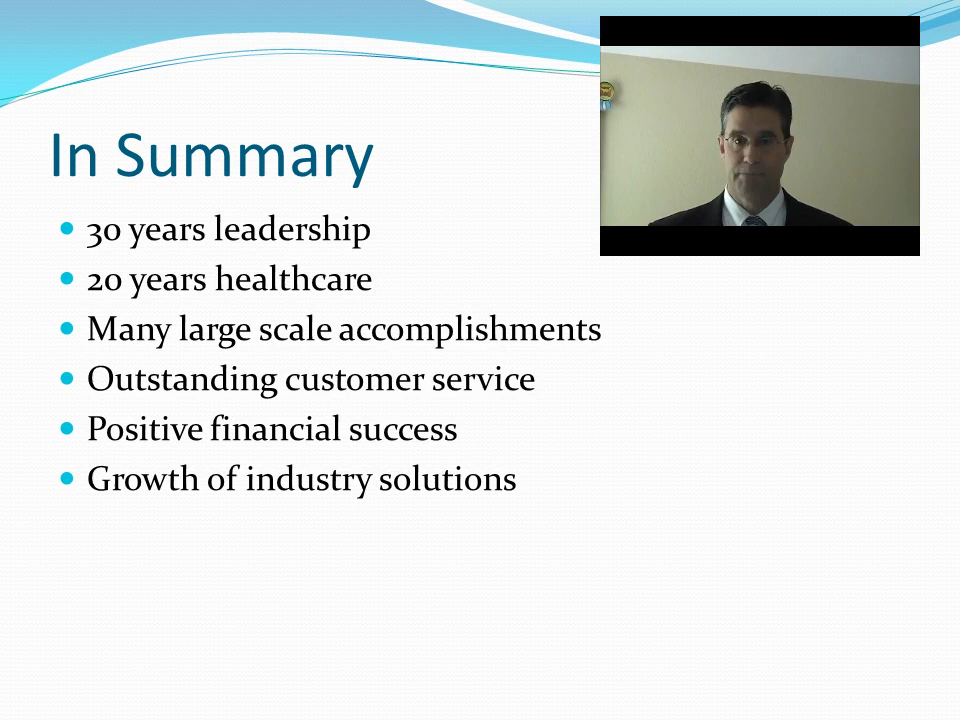 In Summary
30 years leadership
20 years healthcare
Many large scale accomplishments
Outstanding customer service
Positive financial success
Growth of industry solutions